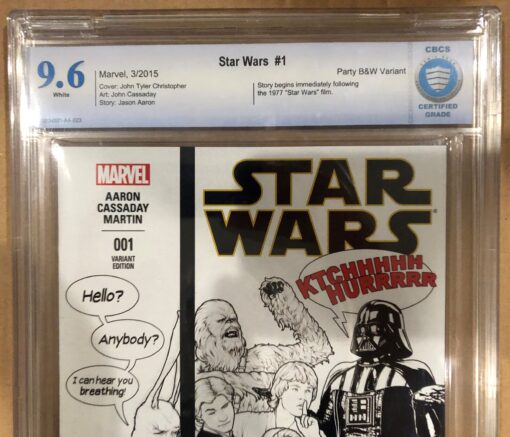 9.6
White
Star Wars #1
Party B&W Variant
Marvel, 3/2015
Cover: John Tyler Christopher
Art: John Cassaday
Story: Jason Aaron
Story begins immediately following
the 1977 "Star Wars" film.
CBCS
CERTIFIED
GRADE
MARVEL
AARON
CASSADAY
MARTIN
001
VARIANT
EDITION
STAR
WARS
KTCHHHHHH
HURRRRRR
Hello?
Anybody?
I can hear you
breathing!